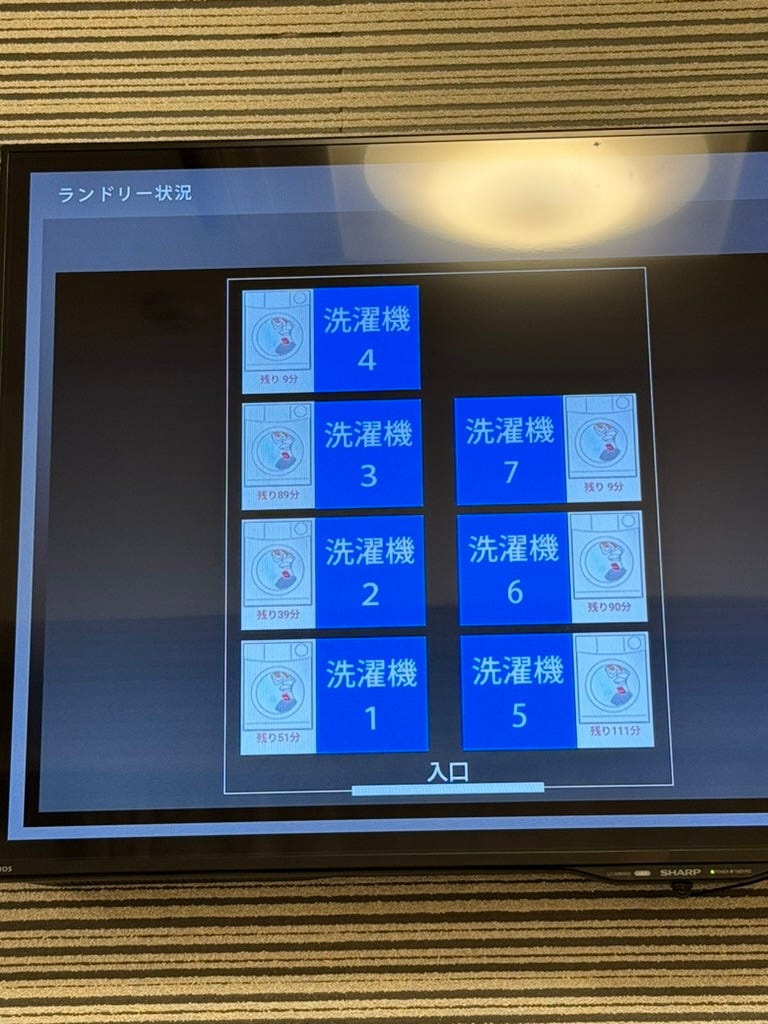 ランドリー状況
洗濯機
4
残り 9分
洗濯機
3
残り89分
洗濯機
7
残り 9分
洗濯機
2
残り39分
洗濯機
6
残り90分
洗濯機
1
残り51分
洗濯機
5
残り111分
入口
SHARP